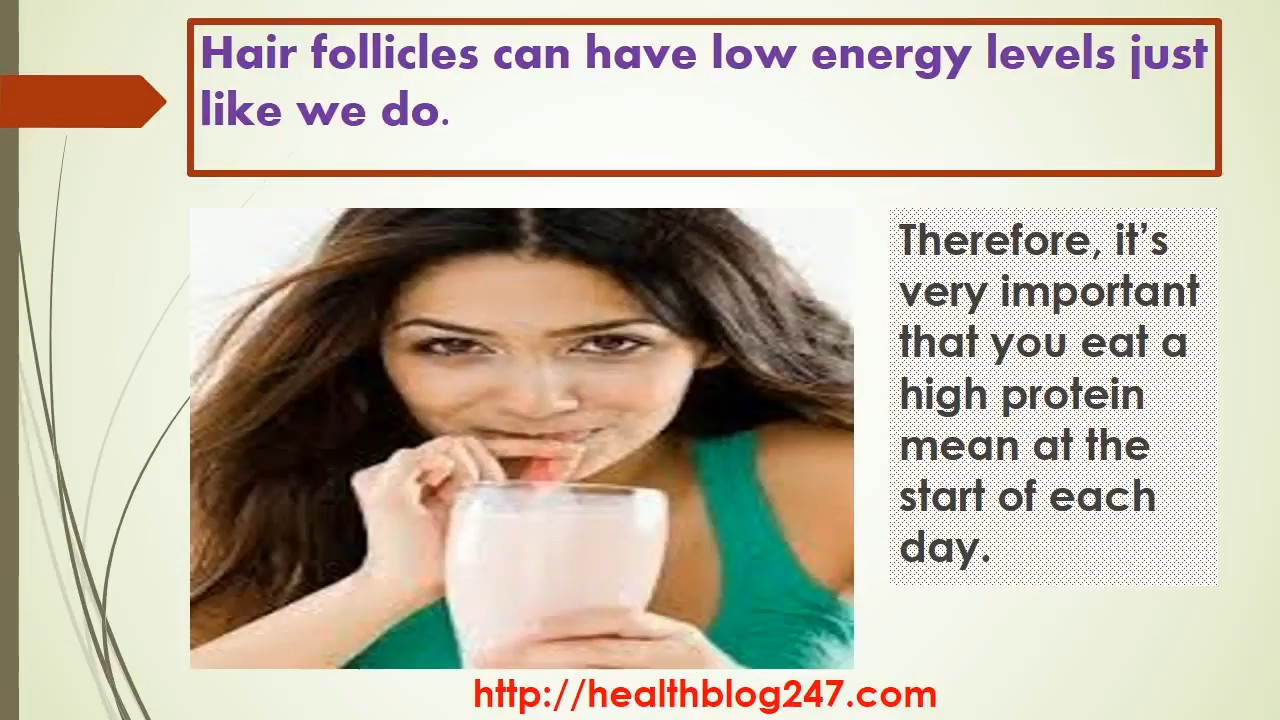 Hair follicles can have low energy levels just
like we do.
Therefore, it’s
very important
that you eat a
high protein
mean at the
start of each
day.
http://healthblog247.com